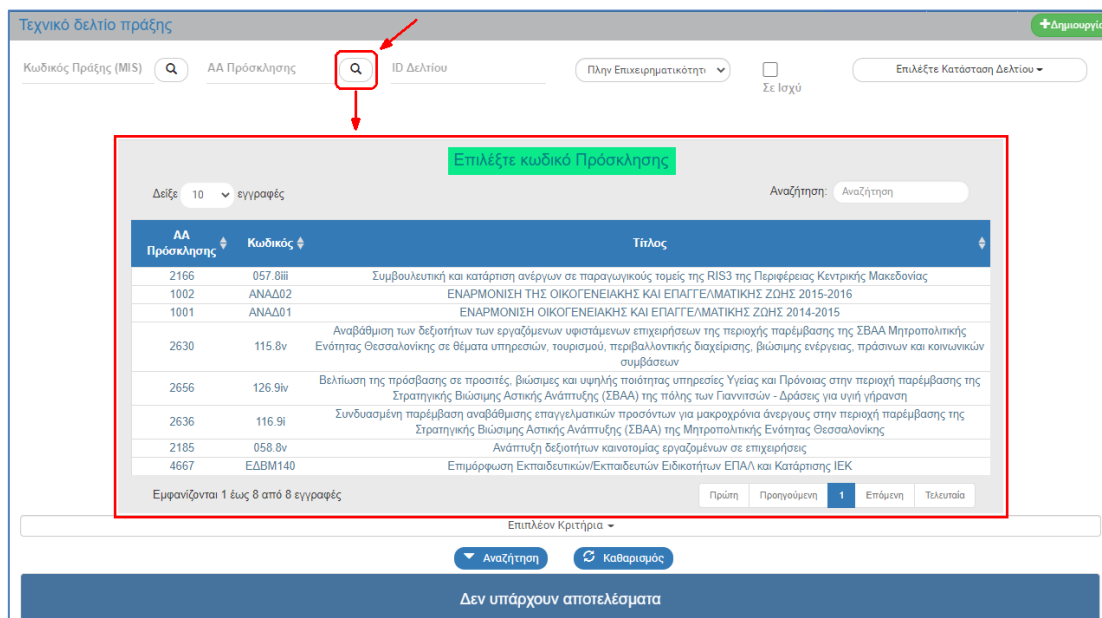 Τεχνικό δελτίο πράξης
Δημιουργία
Κωδικός Πράξης (MIS)
ΑΑ Πρόσκλησης
ID Δελτίου
Πλην Επιχειρηματικότητ
Σε Ισχύ
Επιλέξτε Κατάσταση Δελτίου
Επιλέξτε κωδικό Πρόσκλησης
Δείξε 10 εγγραφές
Αναζήτηση: Αναζήτηση
ΑΑ Πρόσκλησης Κωδικός Τίτλος
2166 057.8iii Συμβουλευτική και κατάρτιση ανέργων σε παραγωγικούς τομείς της RIS3 της Περιφέρειας Κεντρικής Μακεδονίας
1002 ΑΝΑΔ02 ΕΝΑΡΜΟΝΙΣΗ ΤΗΣ ΟΙΚΟΓΕΝΕΙΑΚΗΣ ΚΑΙ ΕΠΑΓΓΕΛΜΑΤΙΚΗΣ ΖΩΗΣ 2015-2016
1001 ΑΝΑΔ01 ΕΝΑΡΜΟΝΙΣΗ ΟΙΚΟΓΕΝΕΙΑΚΗΣ ΚΑΙ ΕΠΑΓΓΕΛΜΑΤΙΚΗΣ ΖΩΗΣ 2014-2015
Αναβάθμιση των δεξιοτήτων των εργαζόμενων υφιστάμενων επιχειρήσεων της περιοχής παρέμβασης της ΣΒΑΑ Μητροπολιτικής
2630 115.8v Ενότητας Θεσσαλονίκης σε θέματα υπηρεσιών, τουρισμού, περιβαλλοντικής διαχείρισης, βιώσιμης ενέργειας, πράσινων και κοινωνικών
συμβάσεων
2656 126.9iv Βελτίωση της πρόσβασης σε προσιτές, βιώσιμες και υψηλής ποιότητας υπηρεσίες Υγείας και Πρόνοιας στην περιοχή παρέμβασης της
Στρατηγικής Βιώσιμης Αστικής Ανάπτυξης (ΣΒΑΑ) της πόλης των Γιαννιτσών - Δράσεις για υγιή γήρανση
2636 116.9i Συνδυασμένη παρέμβαση αναβάθμισης επαγγελματικών προσόντων για μακροχρόνια άνεργους στην περιοχή παρέμβασης της
Στρατηγικής Βιώσιμης Αστικής Ανάπτυξης (ΣΒΑΑ) της Μητροπολιτικής Ενότητας Θεσσαλονίκης
2185 058.8v Ανάπτυξη δεξιοτήτων καινοτομίας εργαζομένων σε επιχειρήσεις
4667 ΕΔΒΜ140 Επιμόρφωση Εκπαιδευτικών/Εκπαιδευτών Ειδικοτήτων ΕΠΑΛ και Κατάρτισης ΙΕΚ
Εμφανίζονται 1 έως 8 από 8 εγγραφές
Πρώτη Προηγούμενη 1 Επόμενη Τελευταία
Επιπλέον Κριτήρια
Αναζήτηση
Καθαρισμός
Δεν υπάρχουν αποτελέσματα